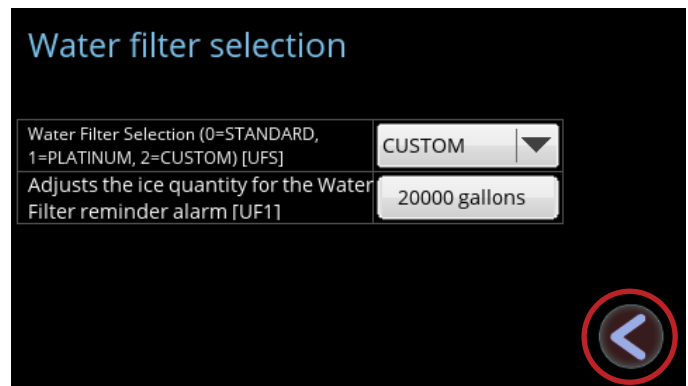 Water filter selection
Water Filter Selection (0=STANDARD,
1=PLATINUM, 2=CUSTOM) [UFS]
CUSTOM
Adjusts the ice quantity for the Water
Filter reminder alarm [UF1]
20000 gallons